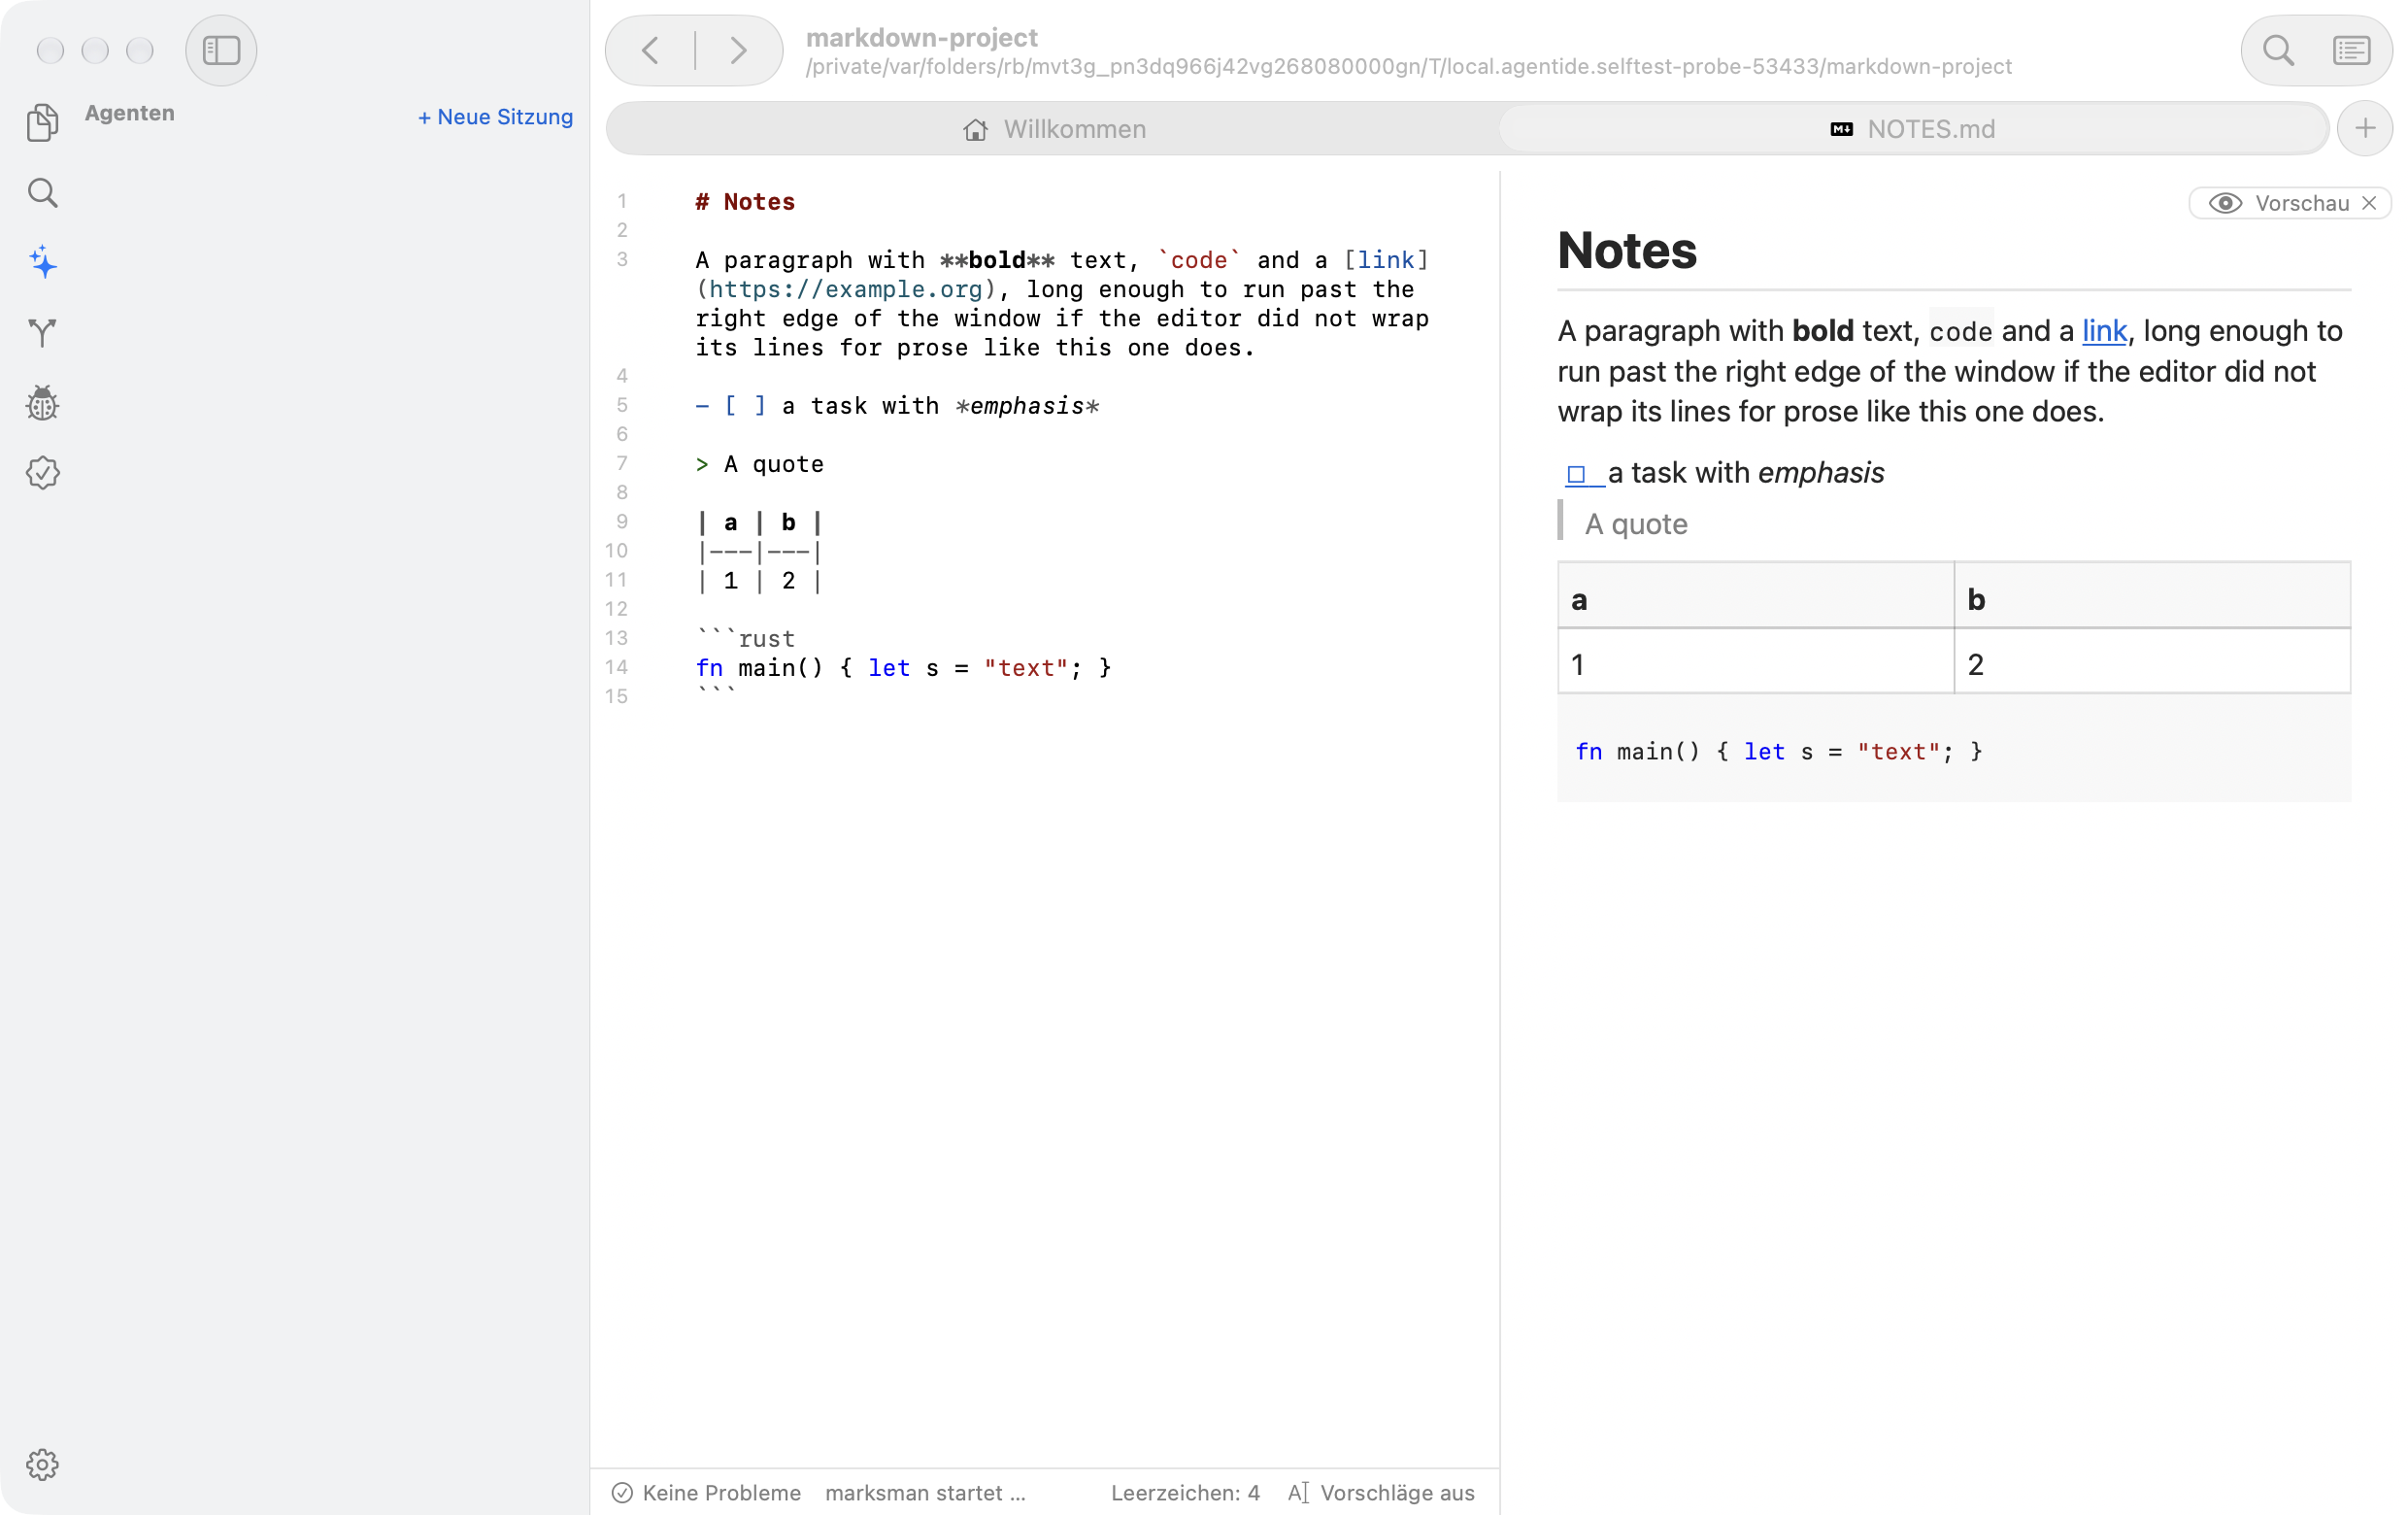 markdown-project
/private/var/folders/rb/mvt3g_pn3dq966j42vg268080000gn/T/local.agentide.selftest-probe-53433/markdown-project
Agenten
+ Neue Sitzung
Willkommen
NOTES.md
1 # Notes
2
3 A paragraph with **bold** text, `code` and a [link]
(https://example.org), long enough to run past the
right edge of the window if the editor did not wrap
its lines for prose like this one does.
4
5 - [ ] a task with *emphasis*
6
7 > A quote
8
9 | a | b |
10 |---|---|
11 | 1 | 2 |
12
13 ```rust
14 fn main() { let s = "text"; }
15 ```
Vorschau
Notes
A paragraph with bold text, code and a link, long enough to
run past the right edge of the window if the editor did not
wrap its lines for prose like this one does.
☐ a task with emphasis
A quote
a b
1 2
fn main() { let s = "text"; }
Keine Probleme marksman startet … Leerzeichen: 4 Vorschläge aus